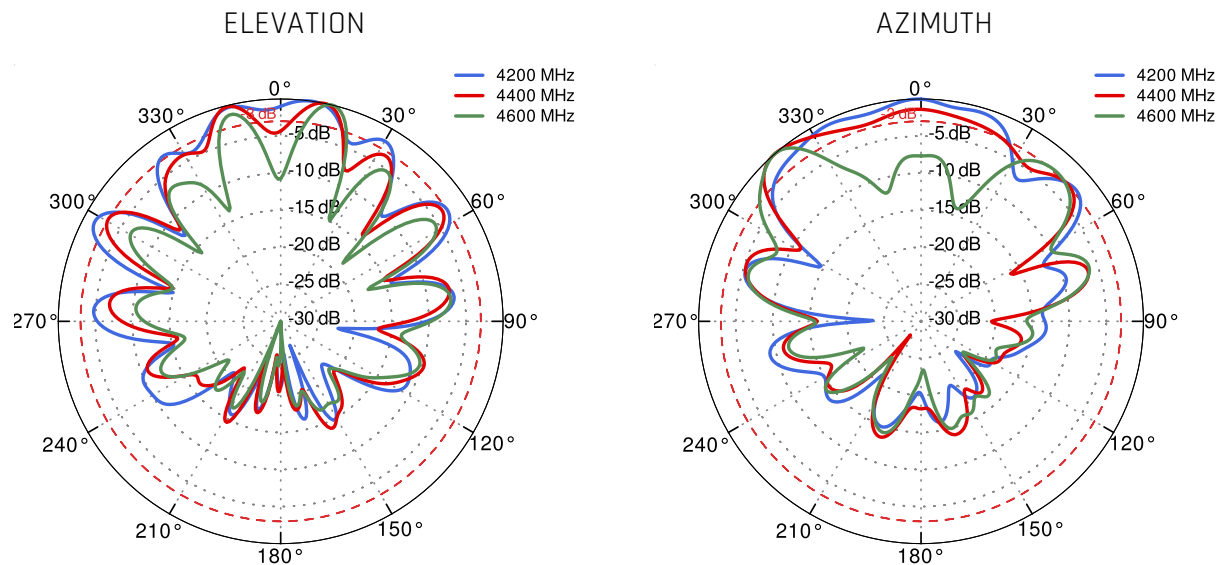 ELEVATION
4200 MHz
4400 MHz
4600 MHz
0°
-3 dB
330°
30°
-5 dB
-10 dB
300°
60°
-15 dB
-20 dB
-25 dB
270°
-30 dB
90°
240°
120°
210°
150°
180°
AZIMUTH
4200 MHz
4400 MHz
4600 MHz
0°
-3 dB
330°
30°
-5 dB
-10 dB
300°
60°
-15 dB
-20 dB
-25 dB
270°
-30 dB
90°
240°
120°
210°
150°
180°